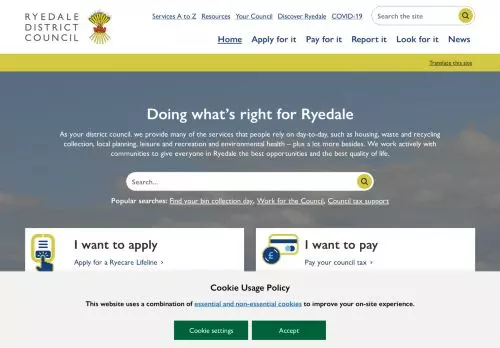 RYEDALE
DISTRICT
COUNCIL
Services A to Z Resources Your Council Discover Ryedale COVID-19
Search the site
Home Apply for it Pay for it Report it Look for it News
Translate this site
Doing what's right for Ryedale
As your district council, we provide many of the services that people rely on day-to-day, such as housing, waste and recycling
collection, local planning, leisure and recreation and environmental health – plus a lot more besides. We work actively with
communities to give everyone in Ryedale the best opportunities and the best quality of life.
Search...
Popular searches: Find your bin collection day, Work for the Council, Council tax support
I want to apply
Apply for a Ryecare Lifeline ›
I want to pay
Pay your council tax ›
Cookie Usage Policy
This website uses a combination of essential and non-essential cookies to improve your on-site experience.
Cookie settings
Accept